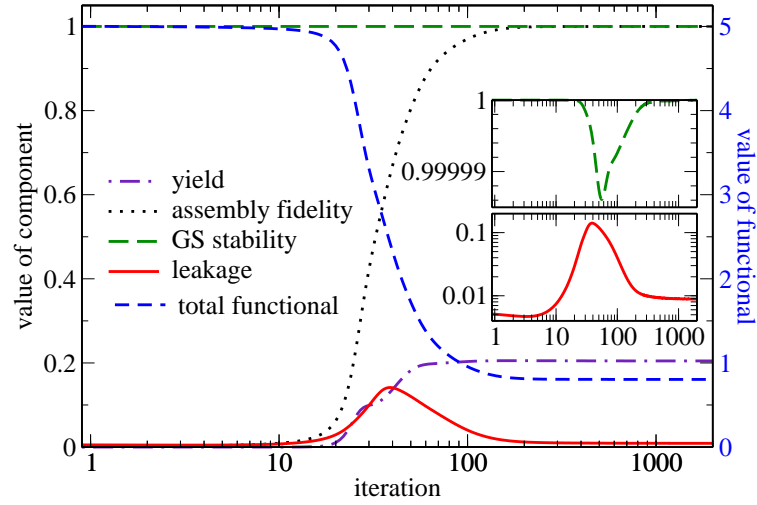 1
0.8
0.6
0.4
0.2
0
value of component
5
4
3
2
1
0
value of functional
yield
assembly fidelity
GS stability
leakage
total functional
1
0.99999
0.1
0.01
1 10 100 1000
1 10 100 1000
iteration